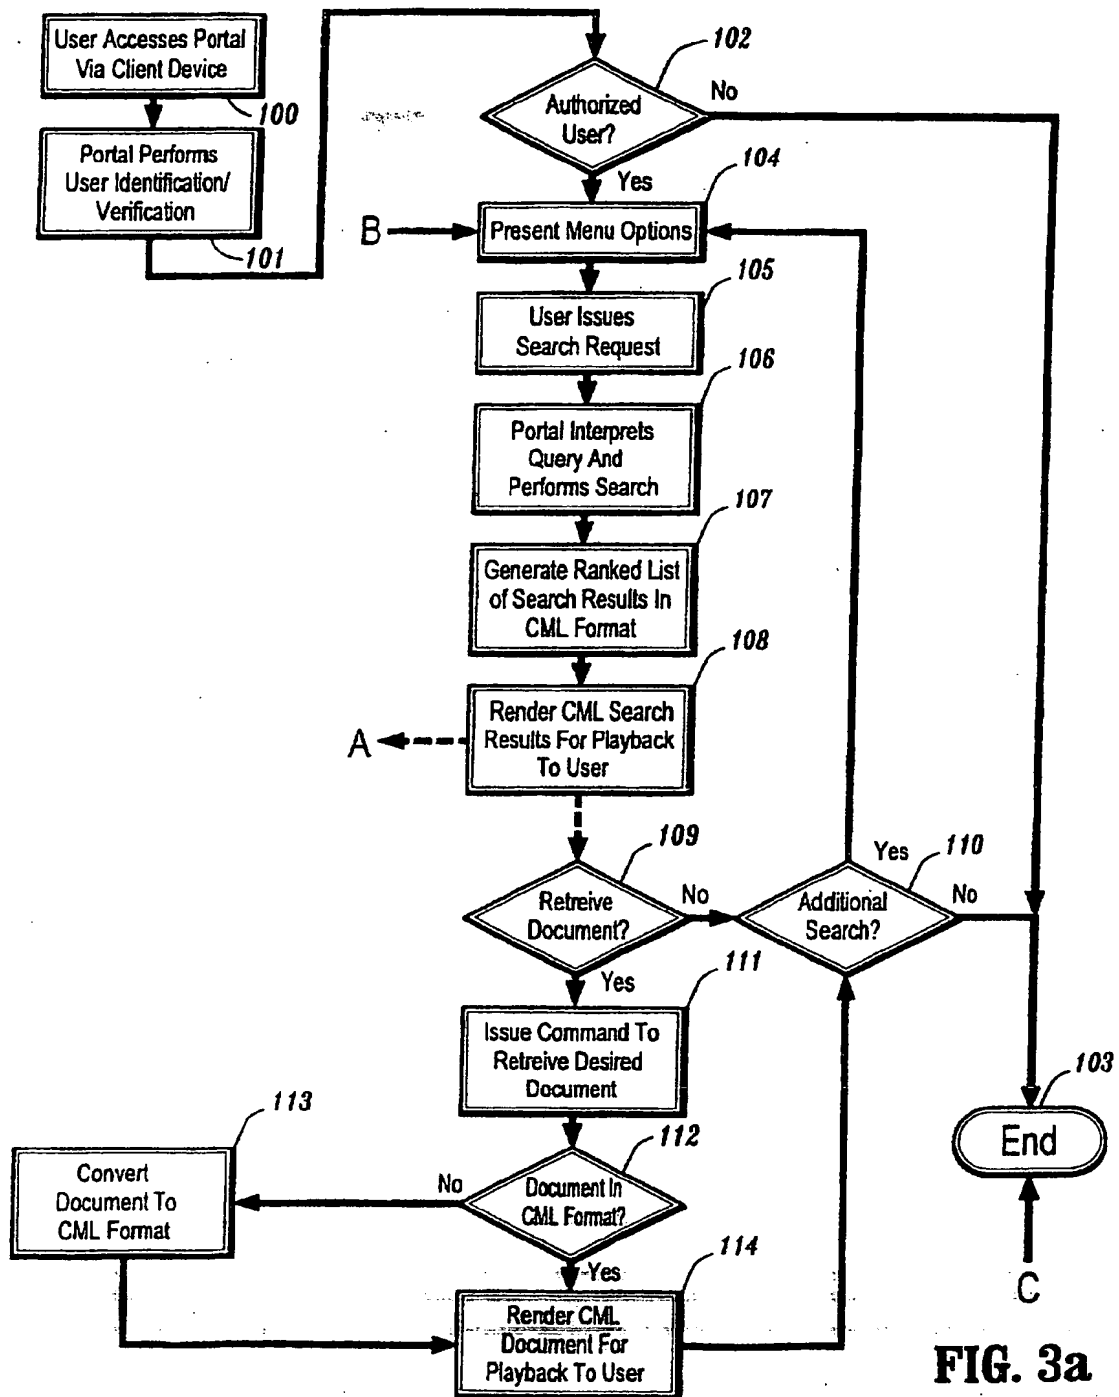 User Accesses Portal
Via Client Device
100
Portal Performs
User Identification/
Verification
101
102
Authorized
User?
No
Yes
104
B
Present Menu Options
105
User Issues
Search Request
106
Portal Interprets
Query And
Performs Search
107
Generate Ranked List
of Search Results In
CML Format
108
Render CML Search
Results For Playback
To User
A
109
Retreive
Document?
No
Yes
110
Additional
Search?
Yes
No
111
Issue Command To
Retreive Desired
Document
112
Document In
CML Format?
No
Yes
113
Convert
Document To
CML Format
114
Render CML
Document For
Playback To User
103
End
C
FIG. 3a